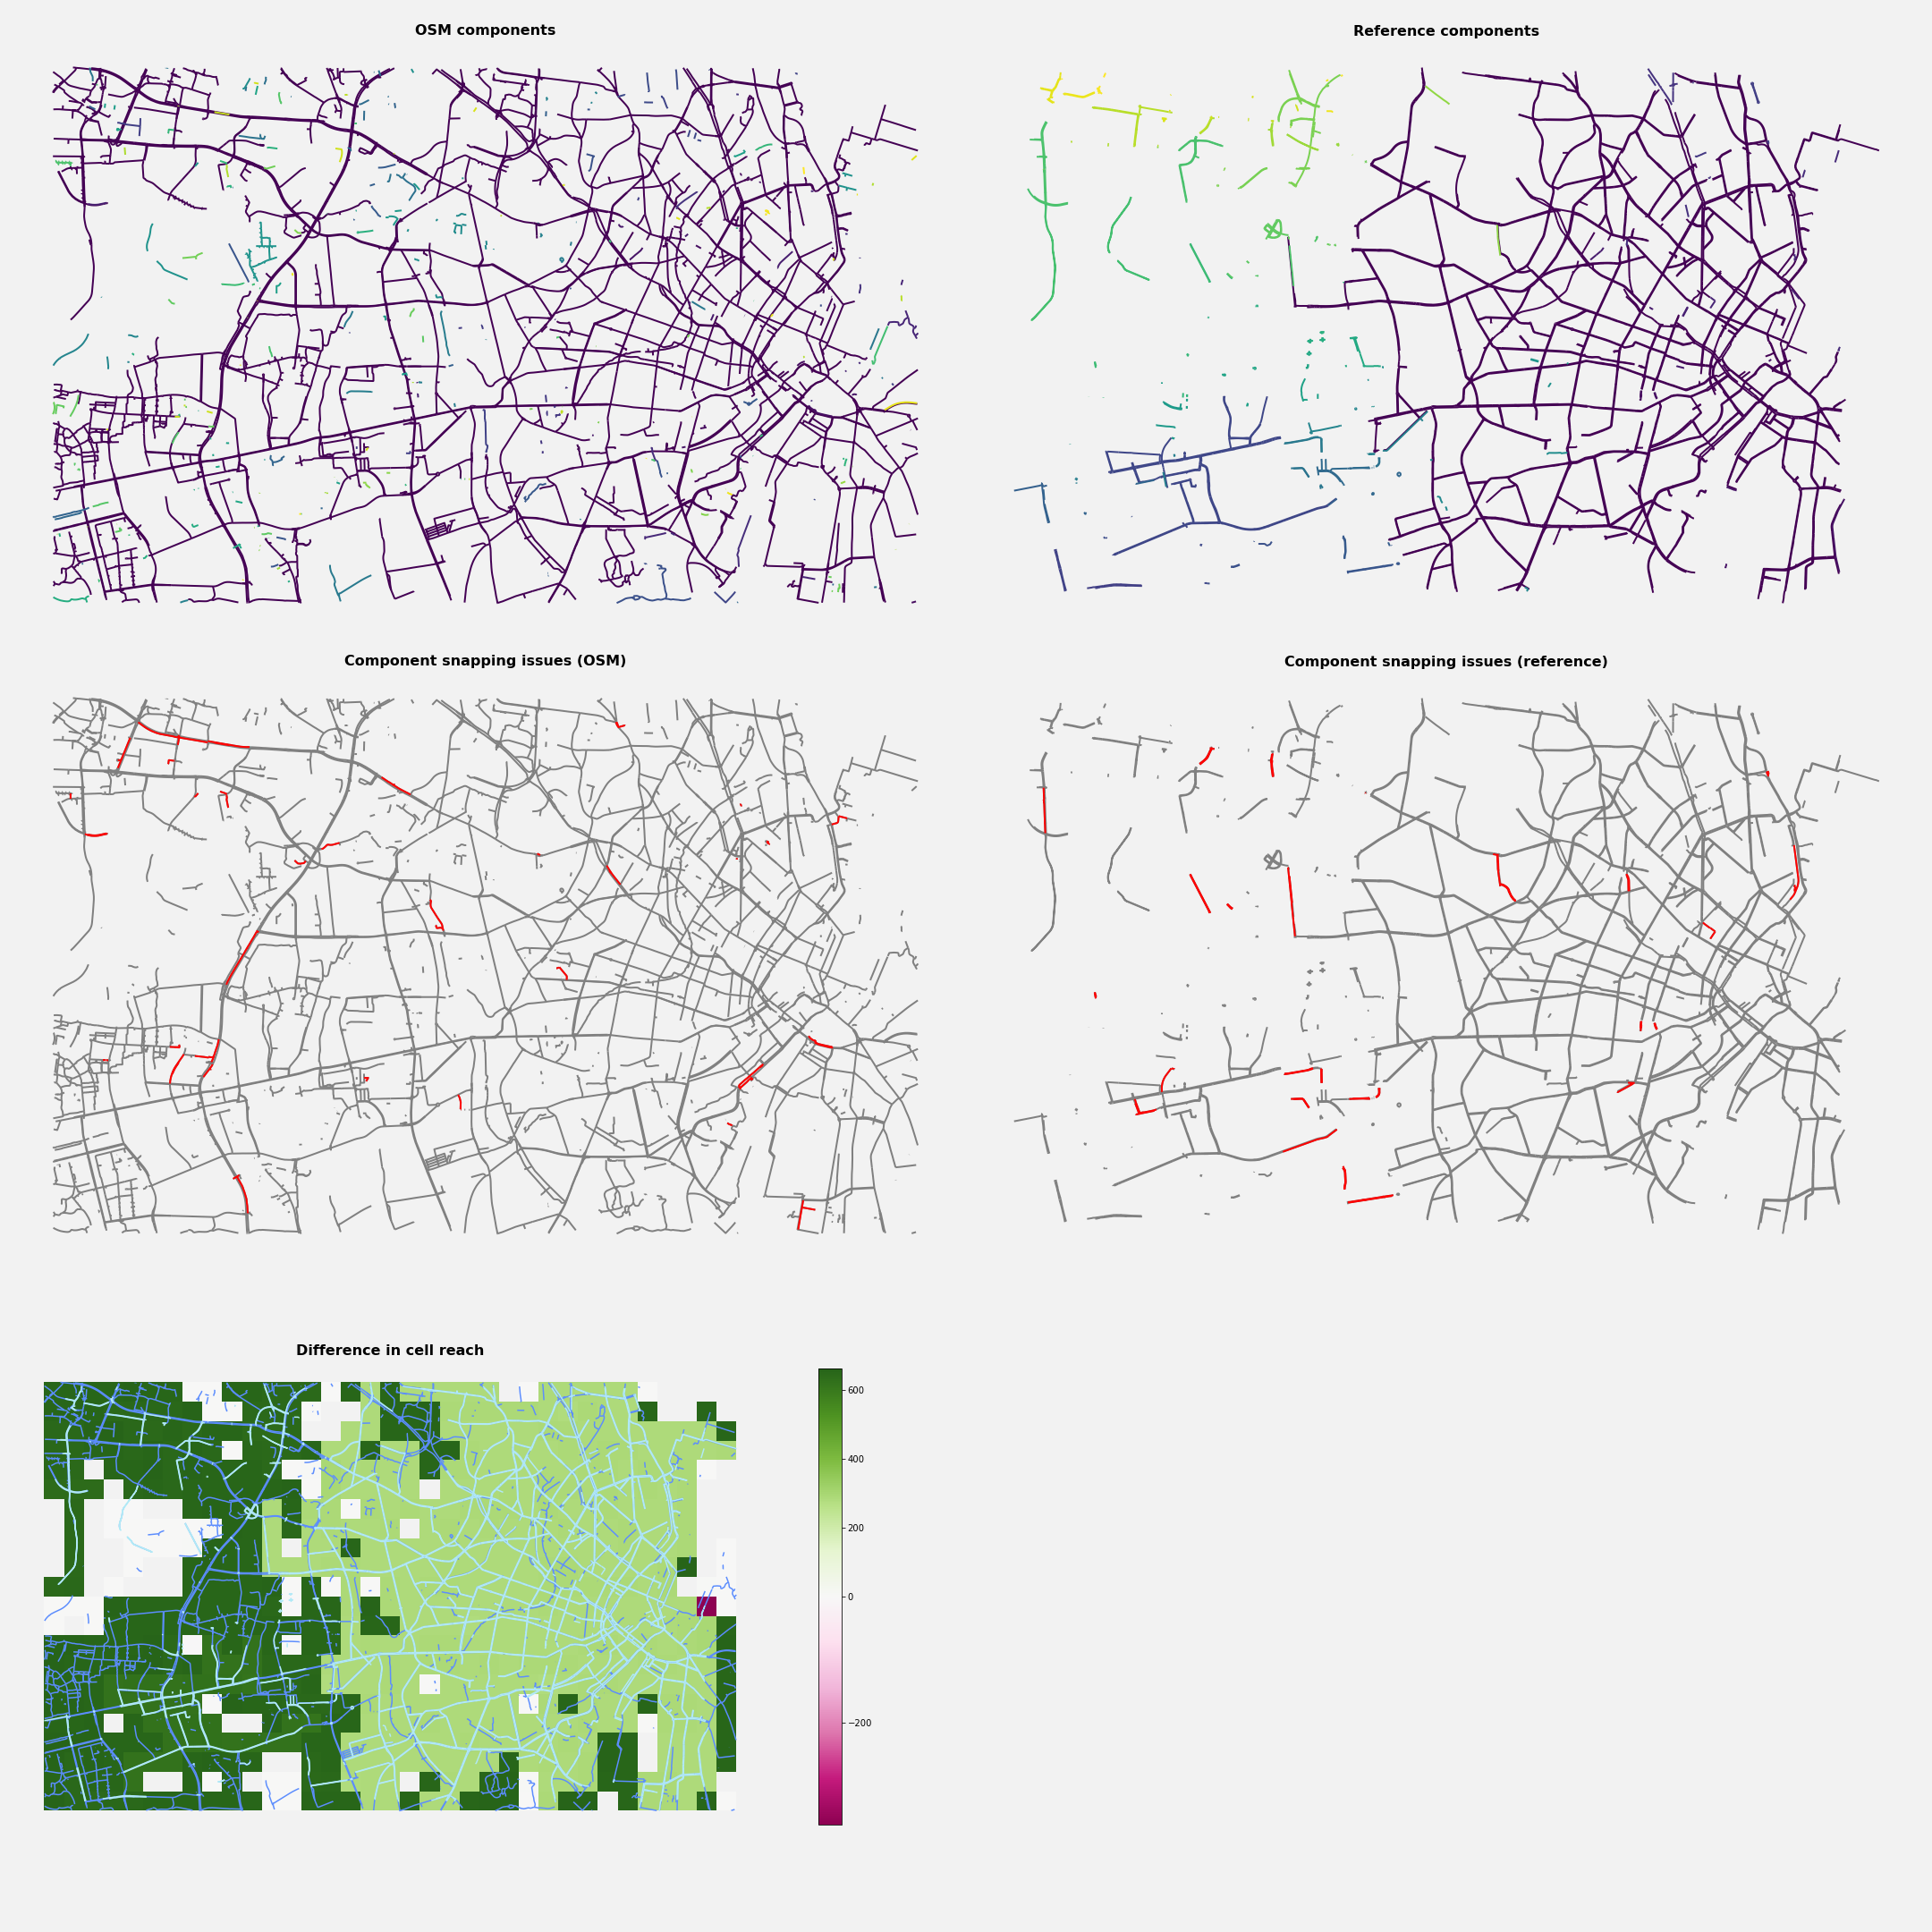 OSM components
Reference components
Component snapping issues (OSM)
Component snapping issues (reference)
Difference in cell reach
600
400
200
0
−200